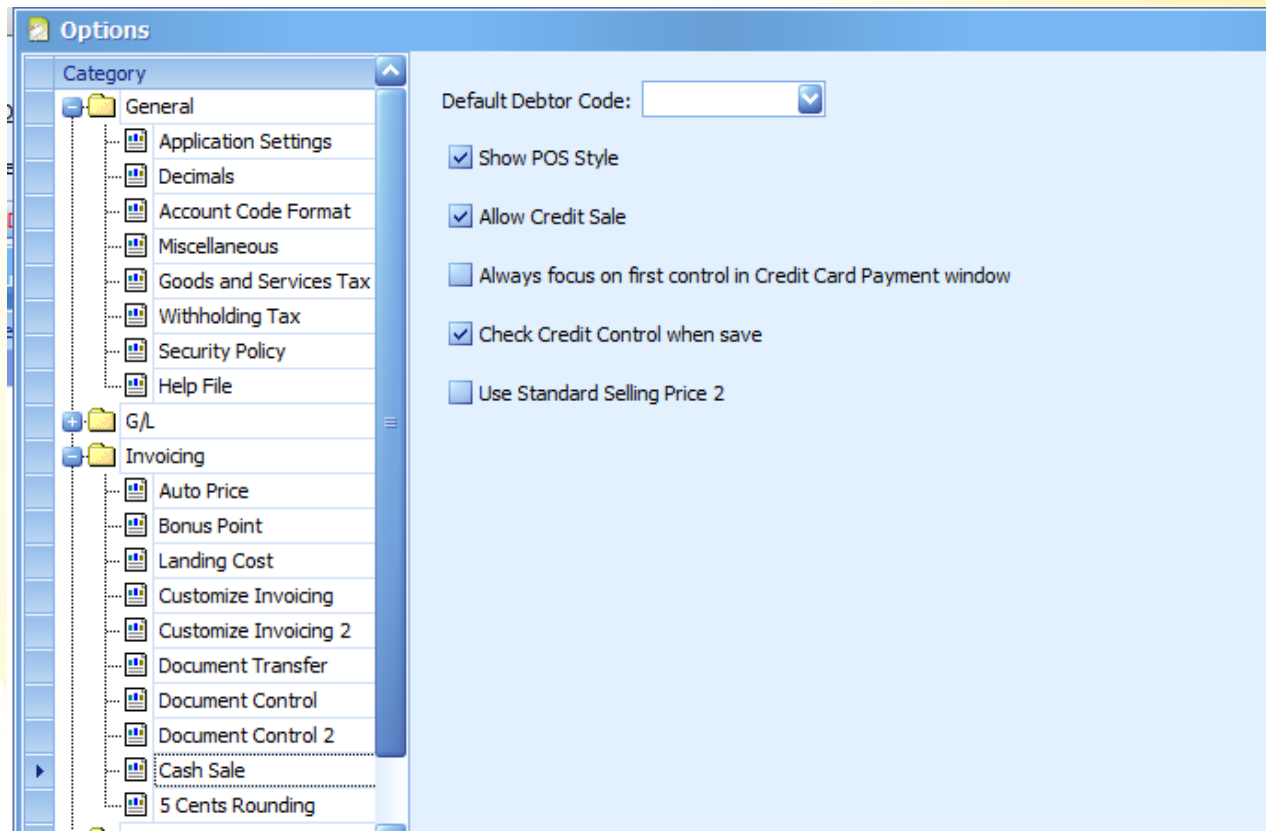 Options
Category
General
Application Settings
Decimals
Account Code Format
Miscellaneous
Goods and Services Tax
Withholding Tax
Security Policy
Help File
G/L
Invoicing
Auto Price
Bonus Point
Landing Cost
Customize Invoicing
Customize Invoicing 2
Document Transfer
Document Control
Document Control 2
Cash Sale
5 Cents Rounding
Default Debtor Code:
Show POS Style
Allow Credit Sale
Always focus on first control in Credit Card Payment window
Check Credit Control when save
Use Standard Selling Price 2